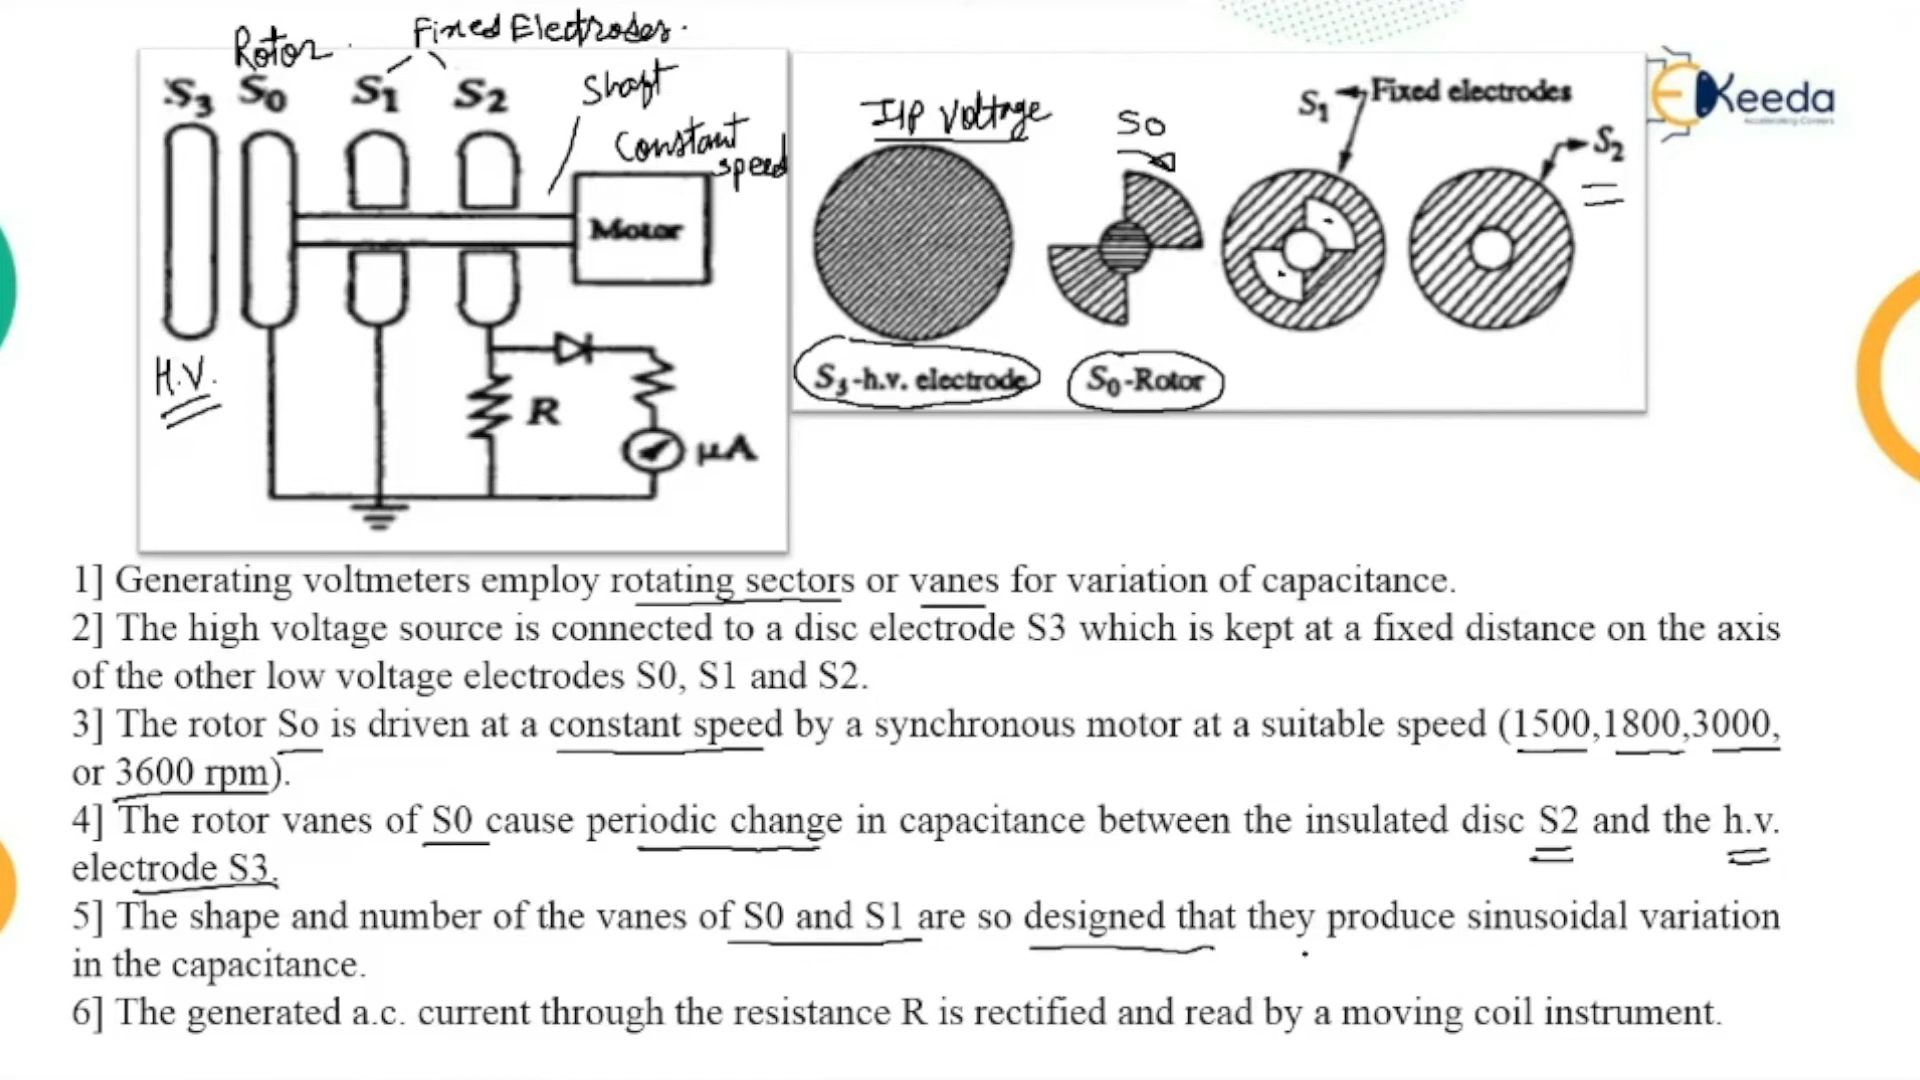 Rotor
Fixed Electrodes.
S3 S0 S1 S2
Shaft
Constant
speed
Motor
H.V.
R
μA
I/P Voltage
S0
S1
Fixed electrodes
S2
S3-h.v. electrode
S0-Rotor
EKeeda
1] Generating voltmeters employ rotating sectors or vanes for variation of capacitance.
2] The high voltage source is connected to a disc electrode S3 which is kept at a fixed distance on the axis
of the other low voltage electrodes S0, S1 and S2.
3] The rotor So is driven at a constant speed by a synchronous motor at a suitable speed (1500,1800,3000,
or 3600 rpm).
4] The rotor vanes of S0 cause periodic change in capacitance between the insulated disc S2 and the h.v.
electrode S3.
5] The shape and number of the vanes of S0 and S1 are so designed that they produce sinusoidal variation
in the capacitance.
6] The generated a.c. current through the resistance R is rectified and read by a moving coil instrument.